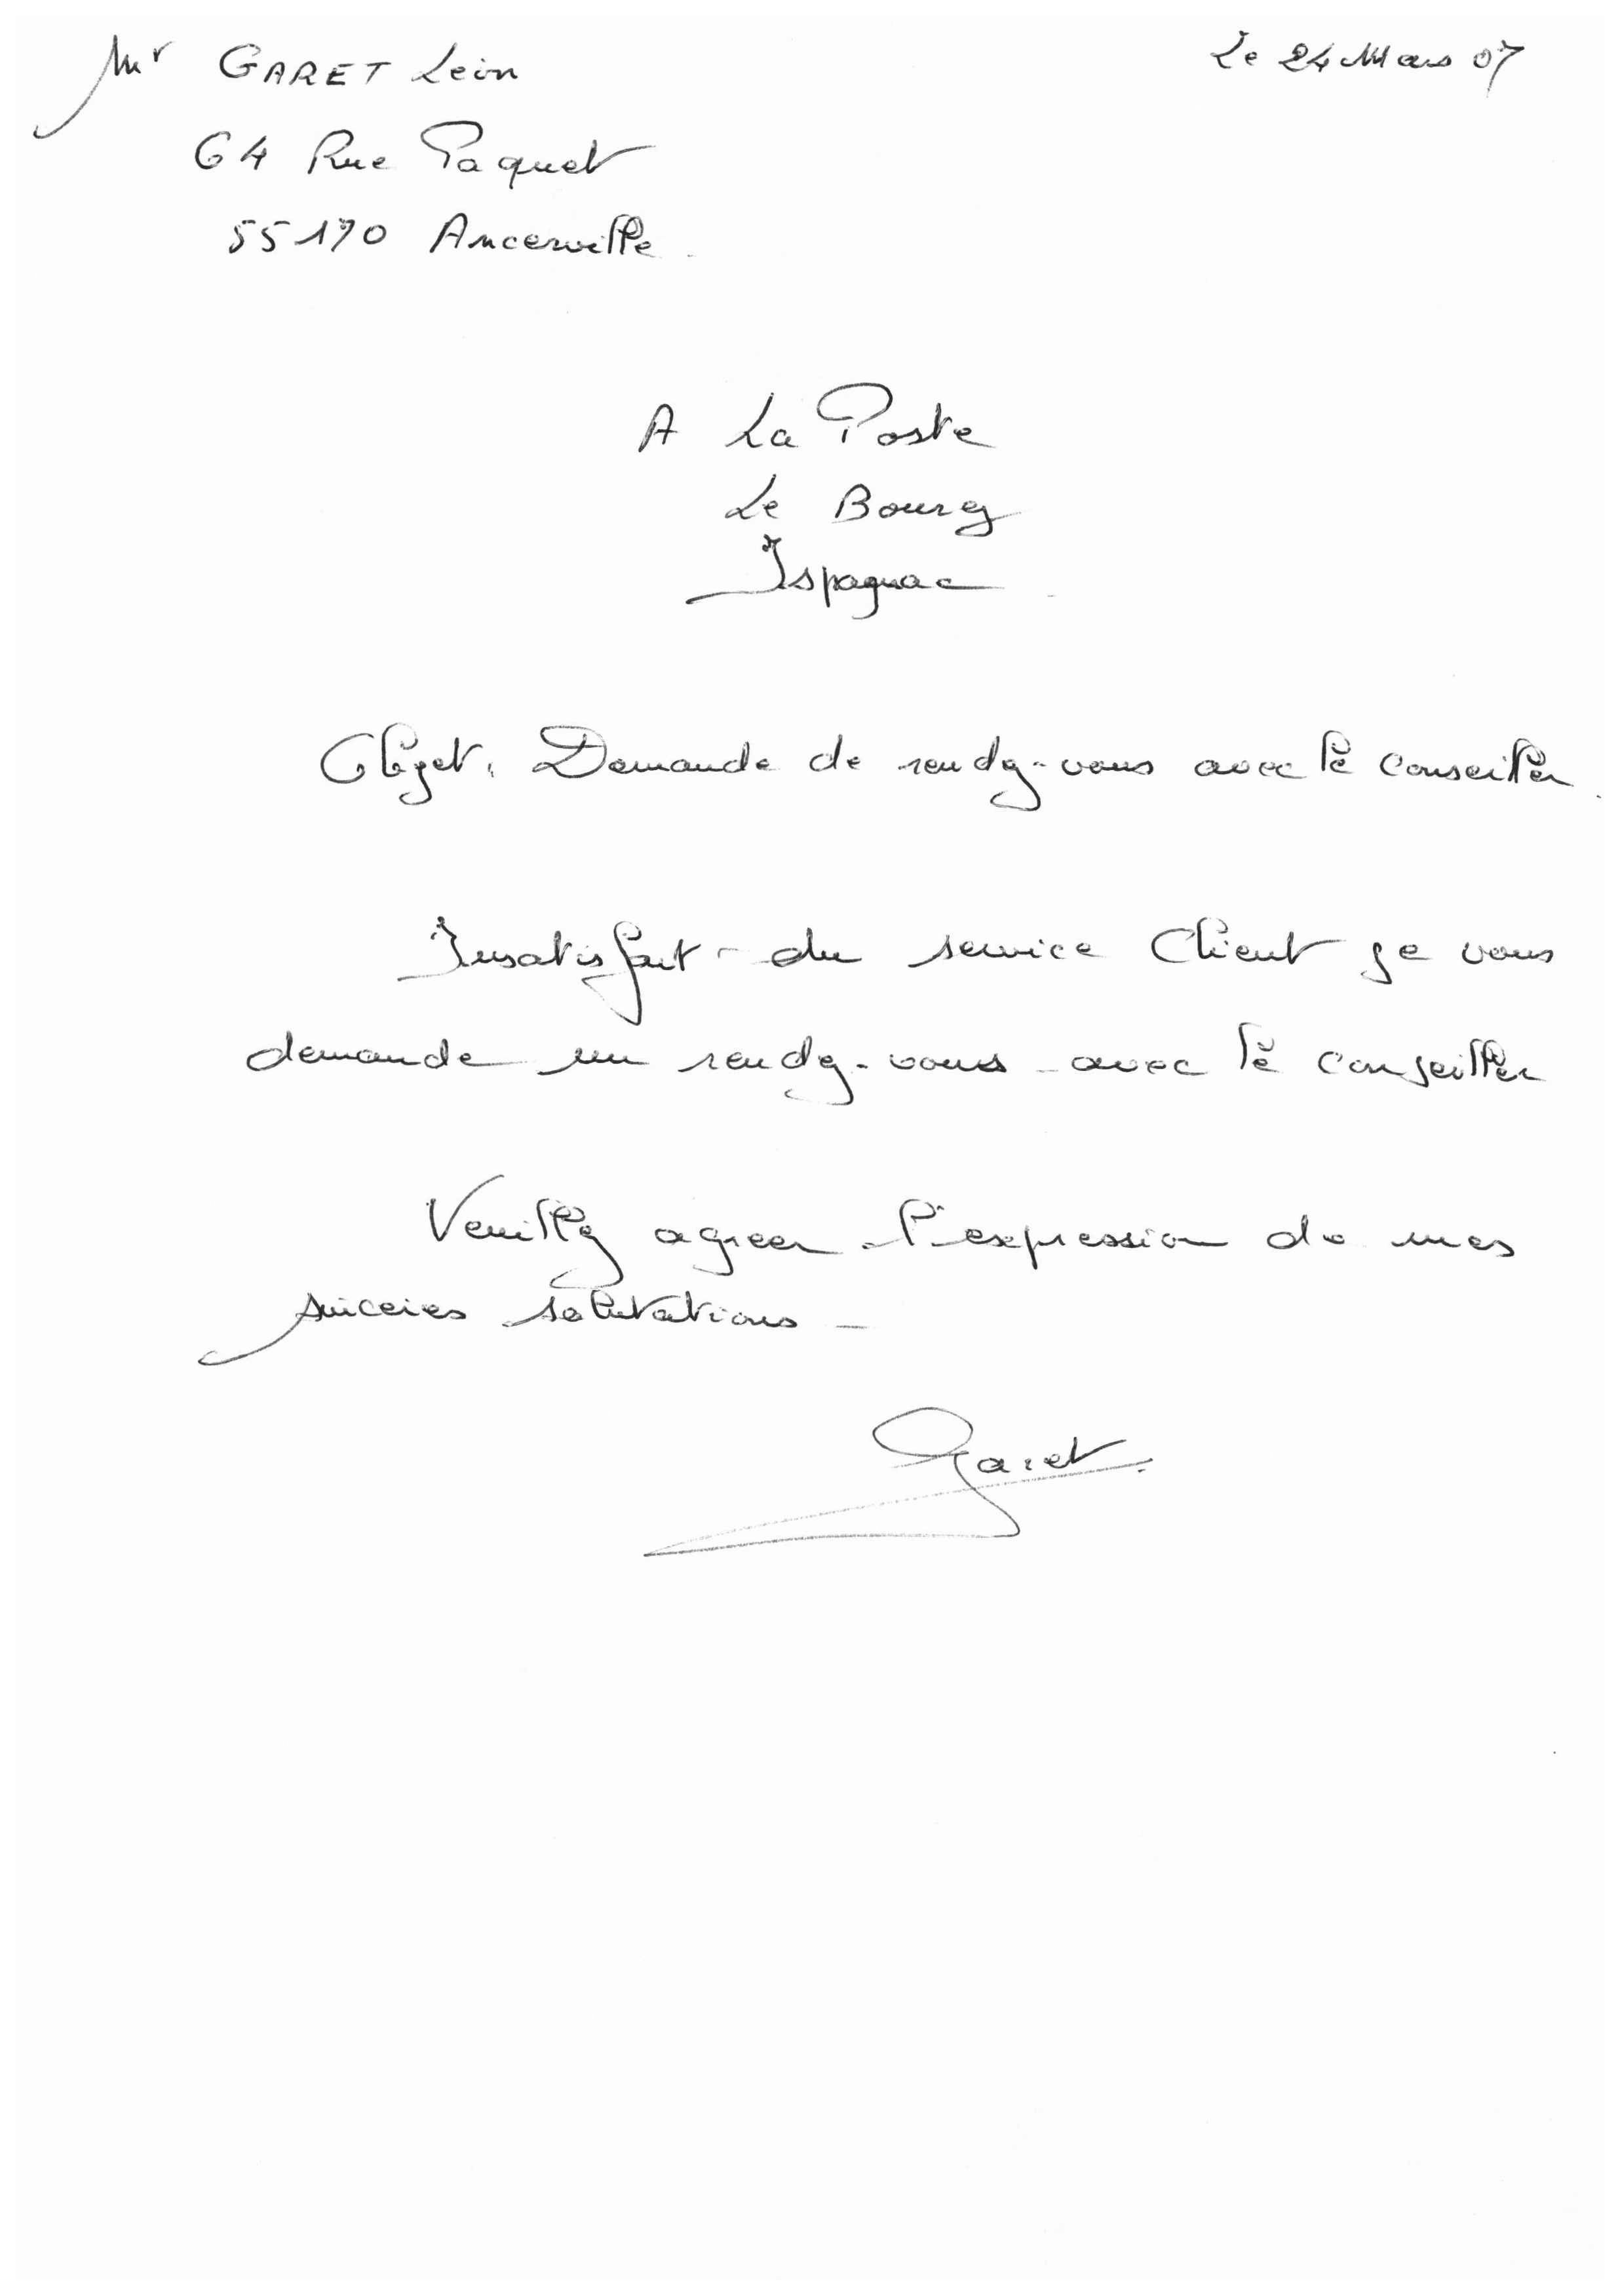 Mr GARET Léon
Le 24 Mars 07
64 Rue Paquet
55170 Ancerville
A La Poste
Le Bourg
Ispagnac
Objet : Demande de rendez-vous avec le conseiller.
Insatisfait du service Client je vous
demande un rendez-vous avec le conseiller
Veuillez agreer l'expression de mes
sincères salutations
Garet